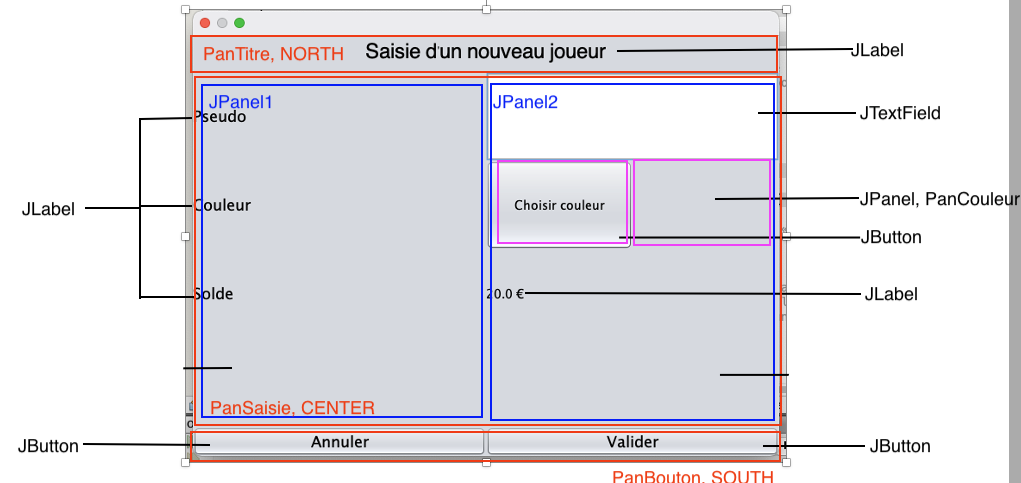 PanTitre, NORTH Saisie d'un nouveau joueur JLabel
JPanel1 JPanel2
Pseudo JTextField
JLabel Couleur Choisir couleur JPanel, PanCouleur
JButton
Solde 20.0 € JLabel
PanSaisie, CENTER
JButton Annuler Valider JButton
PanBouton, SOUTH